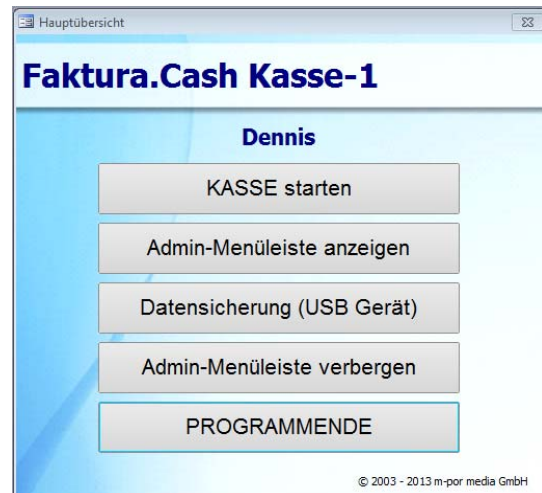 Hauptübersicht
Faktura.Cash Kasse-1
Dennis
KASSE starten
Admin-Menüleiste anzeigen
Datensicherung (USB Gerät)
Admin-Menüleiste verbergen
PROGRAMMENDE
© 2003 - 2013 m-por media GmbH